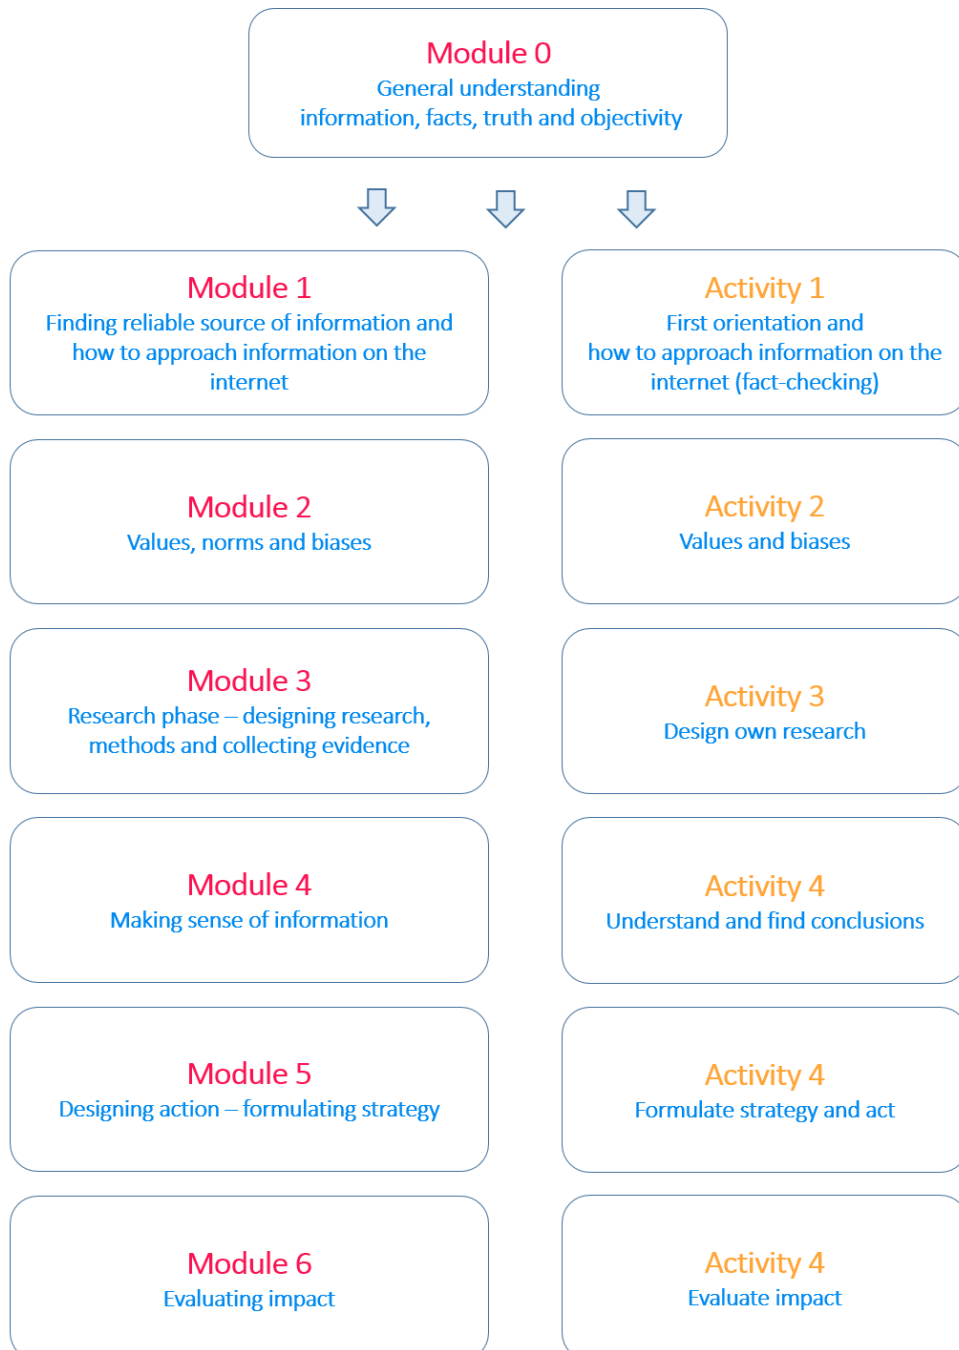 Module 0
General understanding
information, facts, truth and objectivity
Module 1
Finding reliable source of information and
how to approach information on the
internet
Activity 1
First orientation and
how to approach information on the
internet (fact-checking)
Module 2
Values, norms and biases
Activity 2
Values and biases
Module 3
Research phase – designing research,
methods and collecting evidence
Activity 3
Design own research
Module 4
Making sense of information
Activity 4
Understand and find conclusions
Module 5
Designing action – formulating strategy
Activity 4
Formulate strategy and act
Module 6
Evaluating impact
Activity 4
Evaluate impact